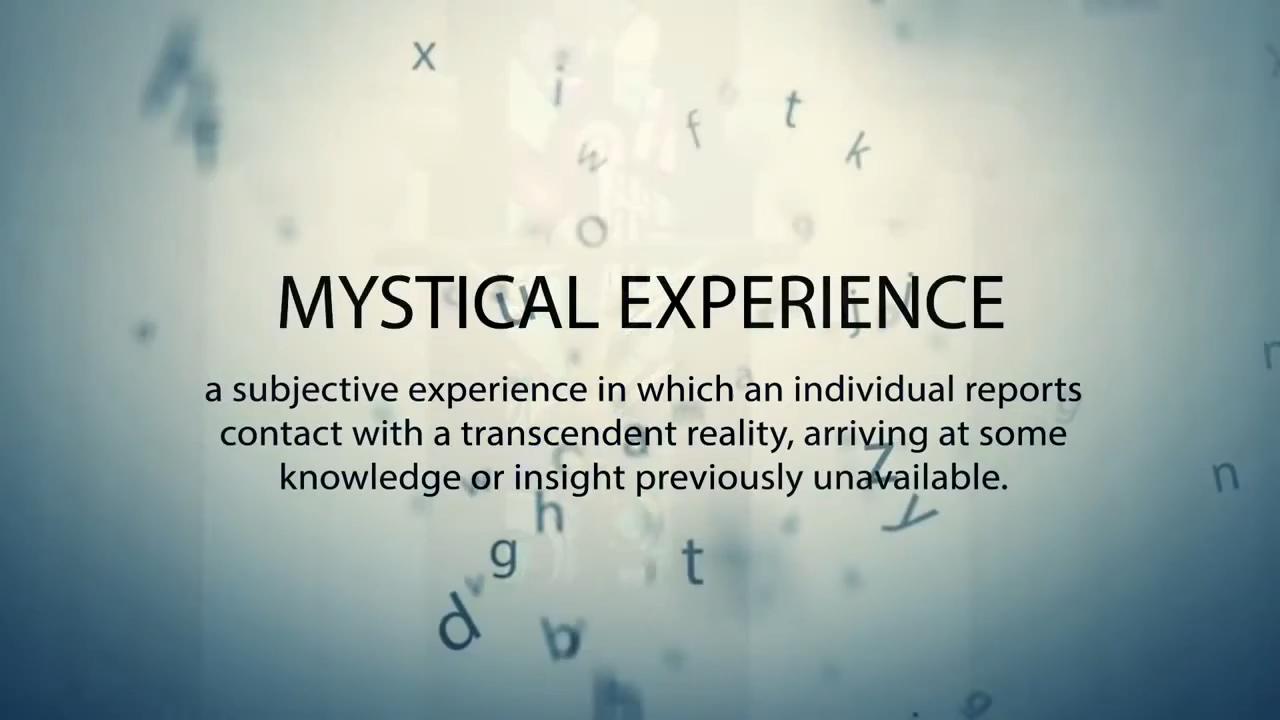 MYSTICAL EXPERIENCE
a subjective experience in which an individual reports
contact with a transcendent reality, arriving at some
knowledge or insight previously unavailable.